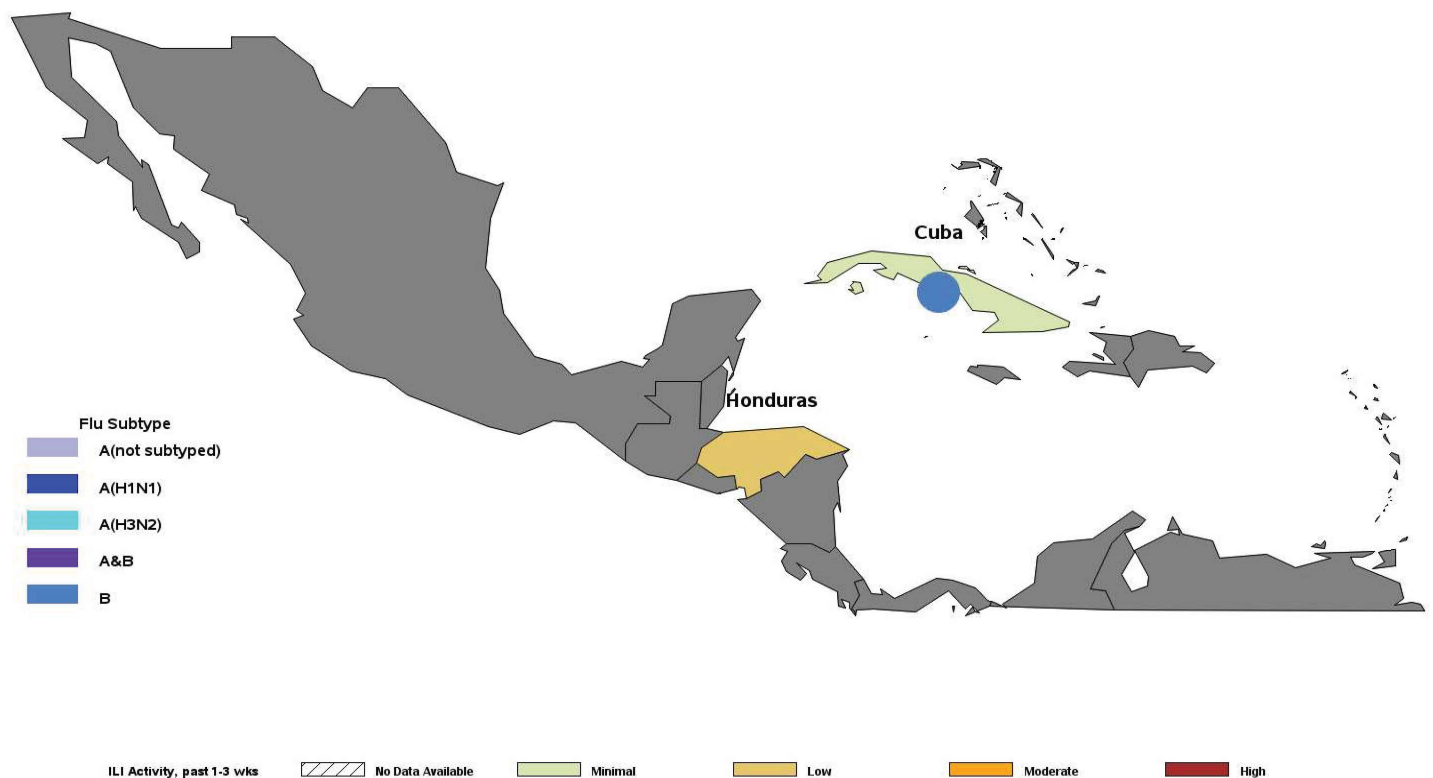 Cuba
Honduras
Flu Subtype
A(not subtyped)
A(H1N1)
A(H3N2)
A&B
B
ILI Activity, past 1-3 wks No Data Available Minimal Low Moderate High